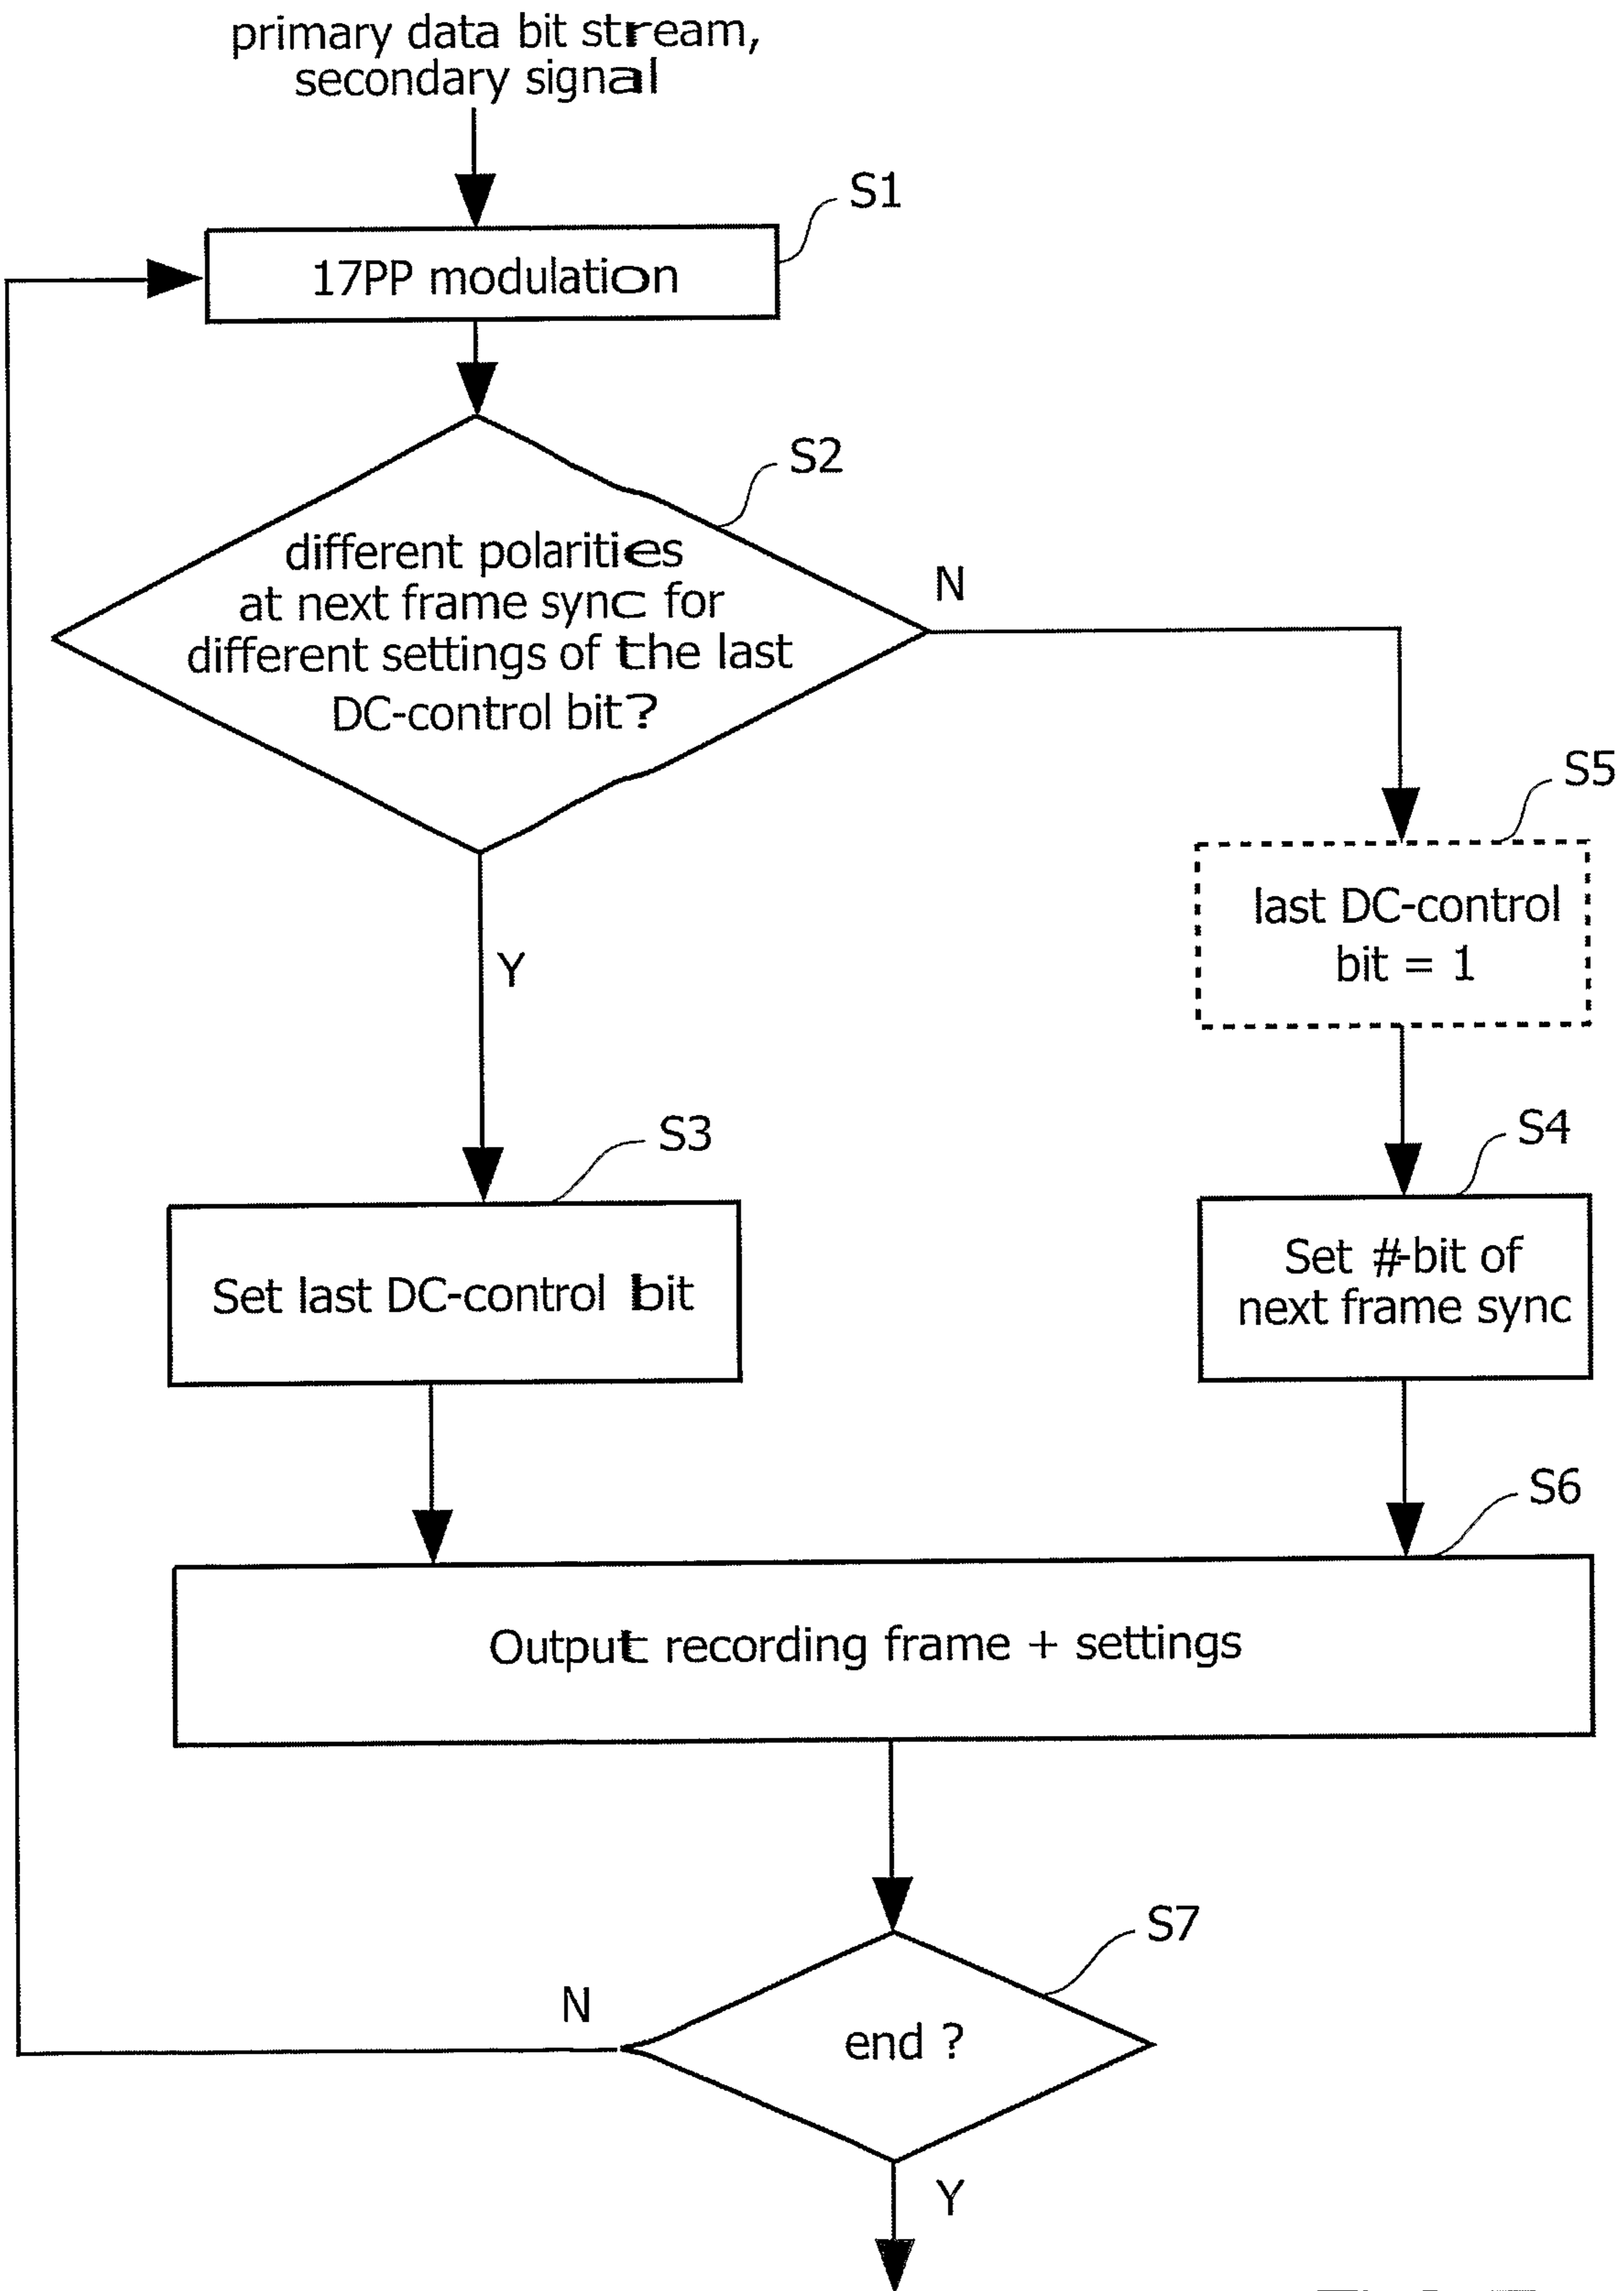 primary data bit stream,
secondary signal
S1
17PP modulation
S2
different polarities
at next frame sync for
different settings of the last
DC-control bit?
N
S5
last DC-control
bit = 1
Y
S3
S4
Set last DC-control bit
Set #-bit of
next frame sync
S6
Output recording frame + settings
S7
N
end ?
Y